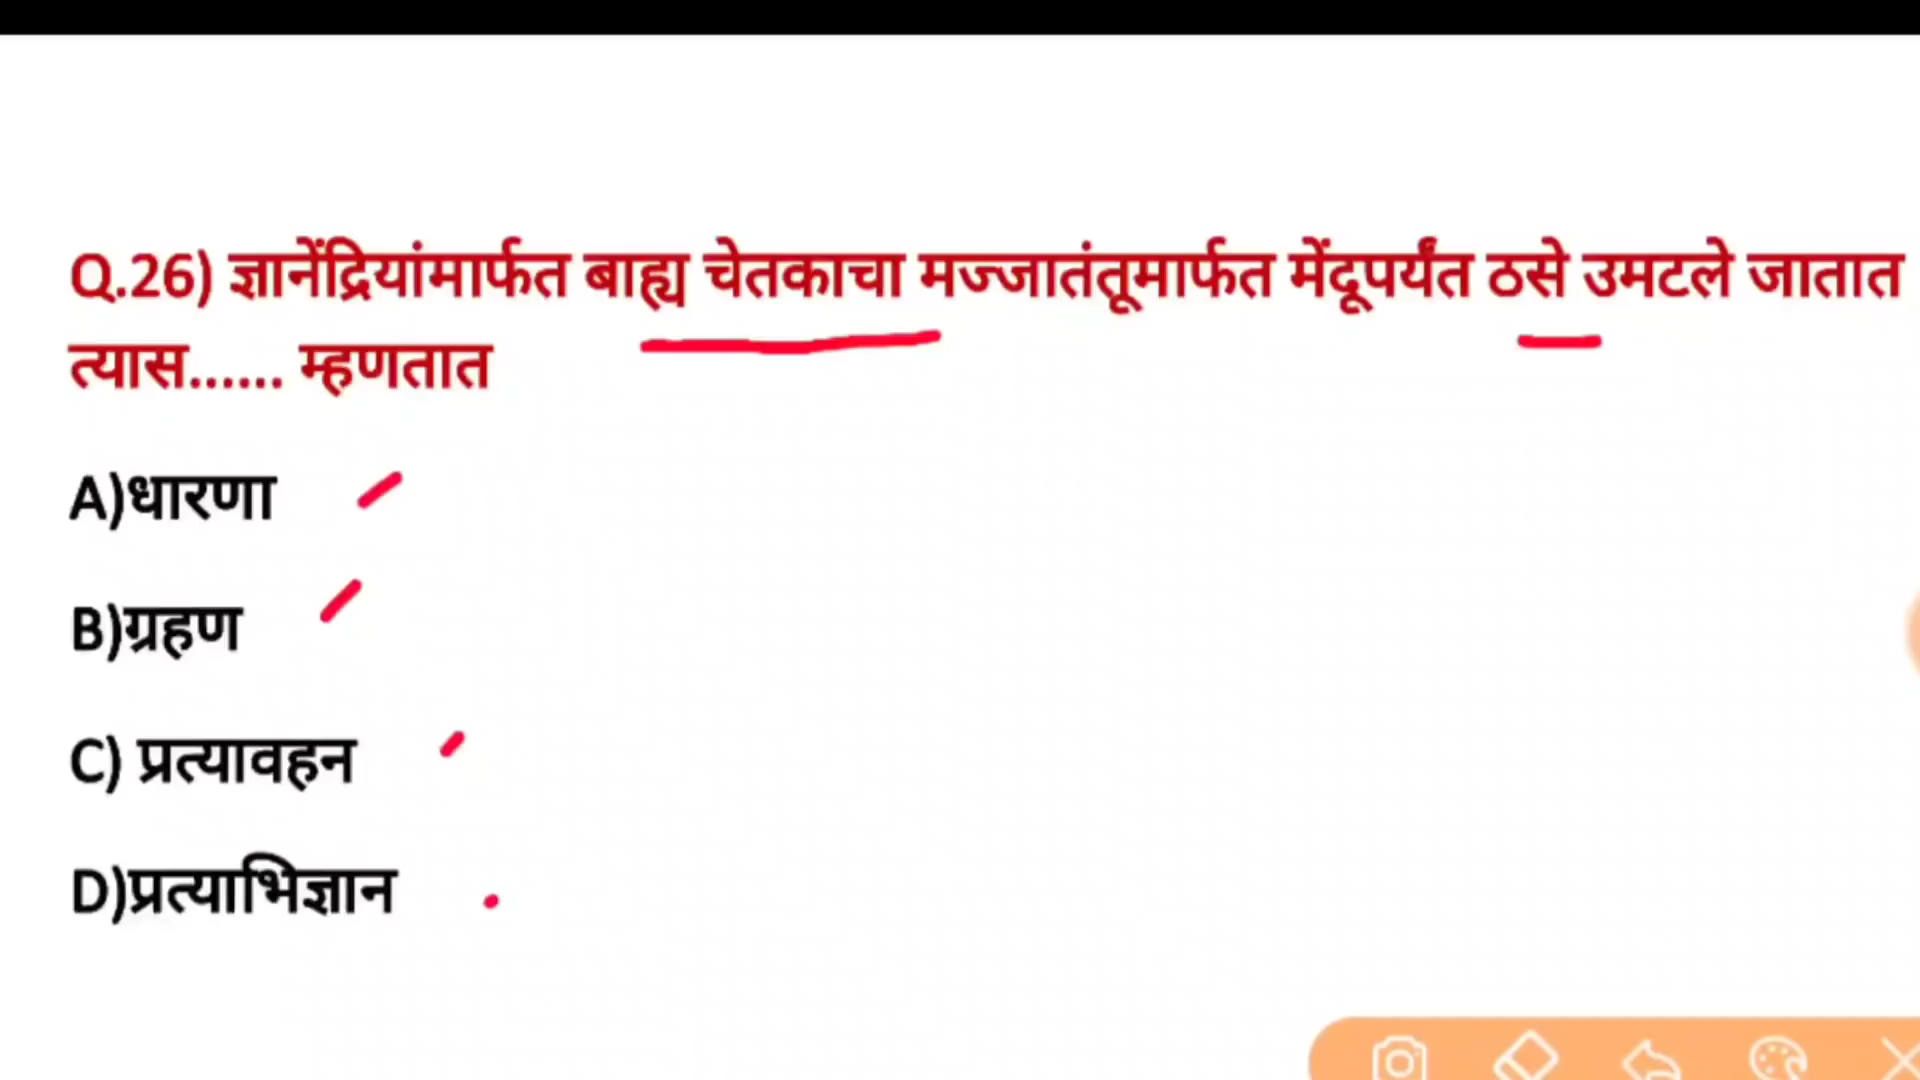 Q.26) ज्ञानेंद्रियांमार्फत बाह्य चेतकाचा मज्जातंतूमार्फत मेंदूपर्यंत ठसे उमटले जातात
त्यास...... म्हणतात
A)धारणा
B)ग्रहण
C) प्रत्यावहन
D)प्रत्याभिज्ञान